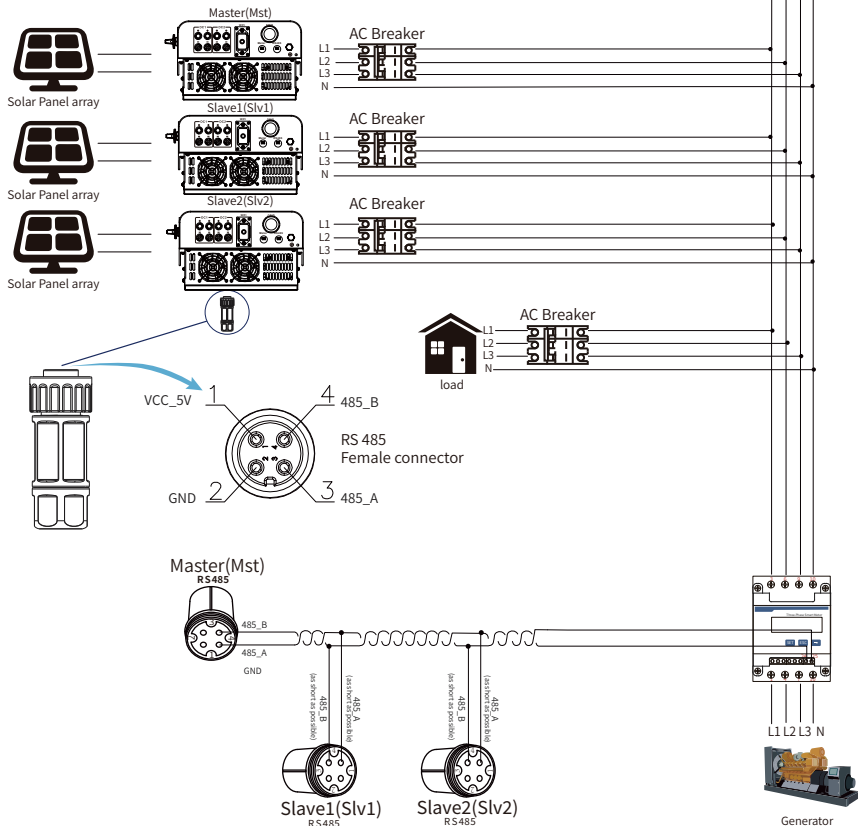 Master(Mst)
AC Breaker
L1
L2
L3
N
Solar Panel array
Slave1(Slv1)
AC Breaker
L1
L2
L3
N
Solar Panel array
Slave2(Slv2)
AC Breaker
L1
L2
L3
N
Solar Panel array
AC Breaker
L1
L2
L3
N
load
VCC_5V
1
4
485_B
1
4
2
3
RS 485
Female connector
GND
2
3
485_A
Master(Mst)
RS485
485_B
485_A
GND
485_B
(as short as possible)
485_A
(as short as possible)
485_B
(as short as possible)
485_A
(as short as possible)
Slave1(Slv1)
RS485
Slave2(Slv2)
RS485
L1 L2 L3 N
Generator